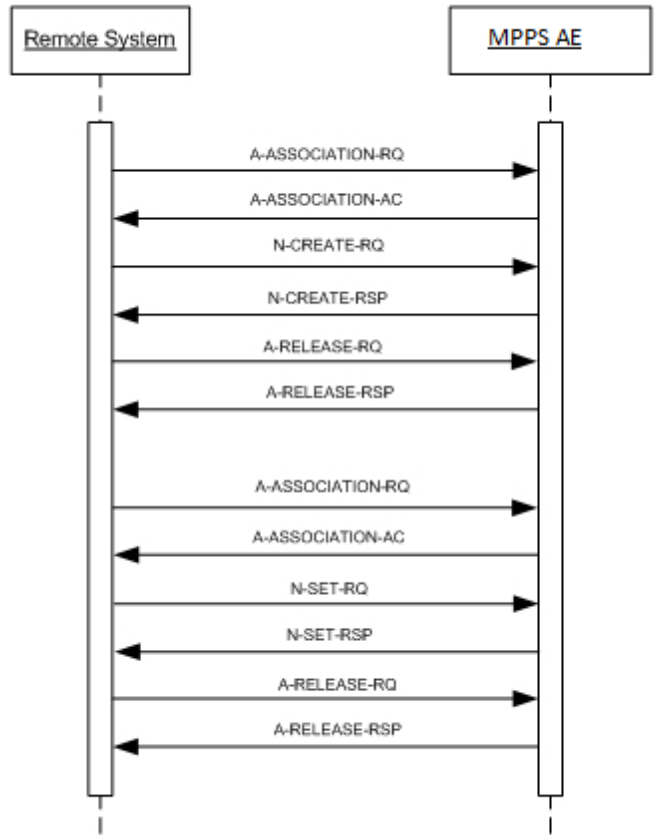 Remote System
MPPS AE
A-ASSOCIATION-RQ
A-ASSOCIATION-AC
N-CREATE-RQ
N-CREATE-RSP
A-RELEASE-RQ
A-RELEASE-RSP
A-ASSOCIATION-RQ
A-ASSOCIATION-AC
N-SET-RQ
N-SET-RSP
A-RELEASE-RQ
A-RELEASE-RSP